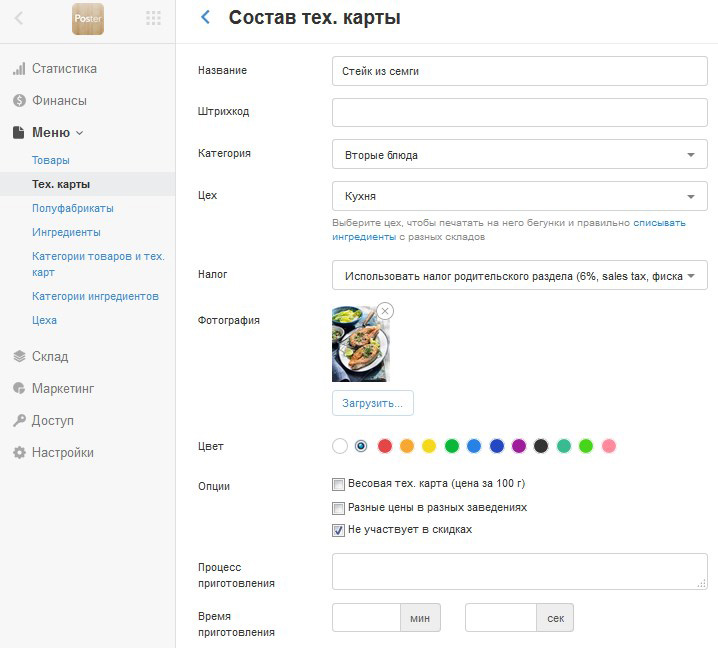 Poster
Состав тех. карты
Статистика
Финансы
Меню
Товары
Тех. карты
Полуфабрикаты
Ингредиенты
Категории товаров и тех.
карт
Категории ингредиентов
Цеха
Склад
Маркетинг
Доступ
Настройки
Название
Стейк из семги
Штрихкод
Категория
Вторые блюда
Цех
Кухня
Выберите цех, чтобы печатать на него бегунки и правильно списывать
ингредиенты с разных складов
Налог
Использовать налог родительского раздела (6%, sales tax, фиска
Фотография
Загрузить...
Цвет
Опции
Весовая тех. карта (цена за 100 г)
Разные цены в разных заведениях
Не участвует в скидках
Процесс
приготовления
Время
приготовления
мин
сек